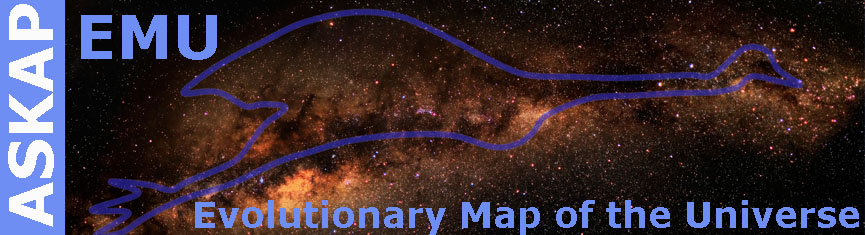 ASKAP
EMU
Evolutionary Map of the Universe